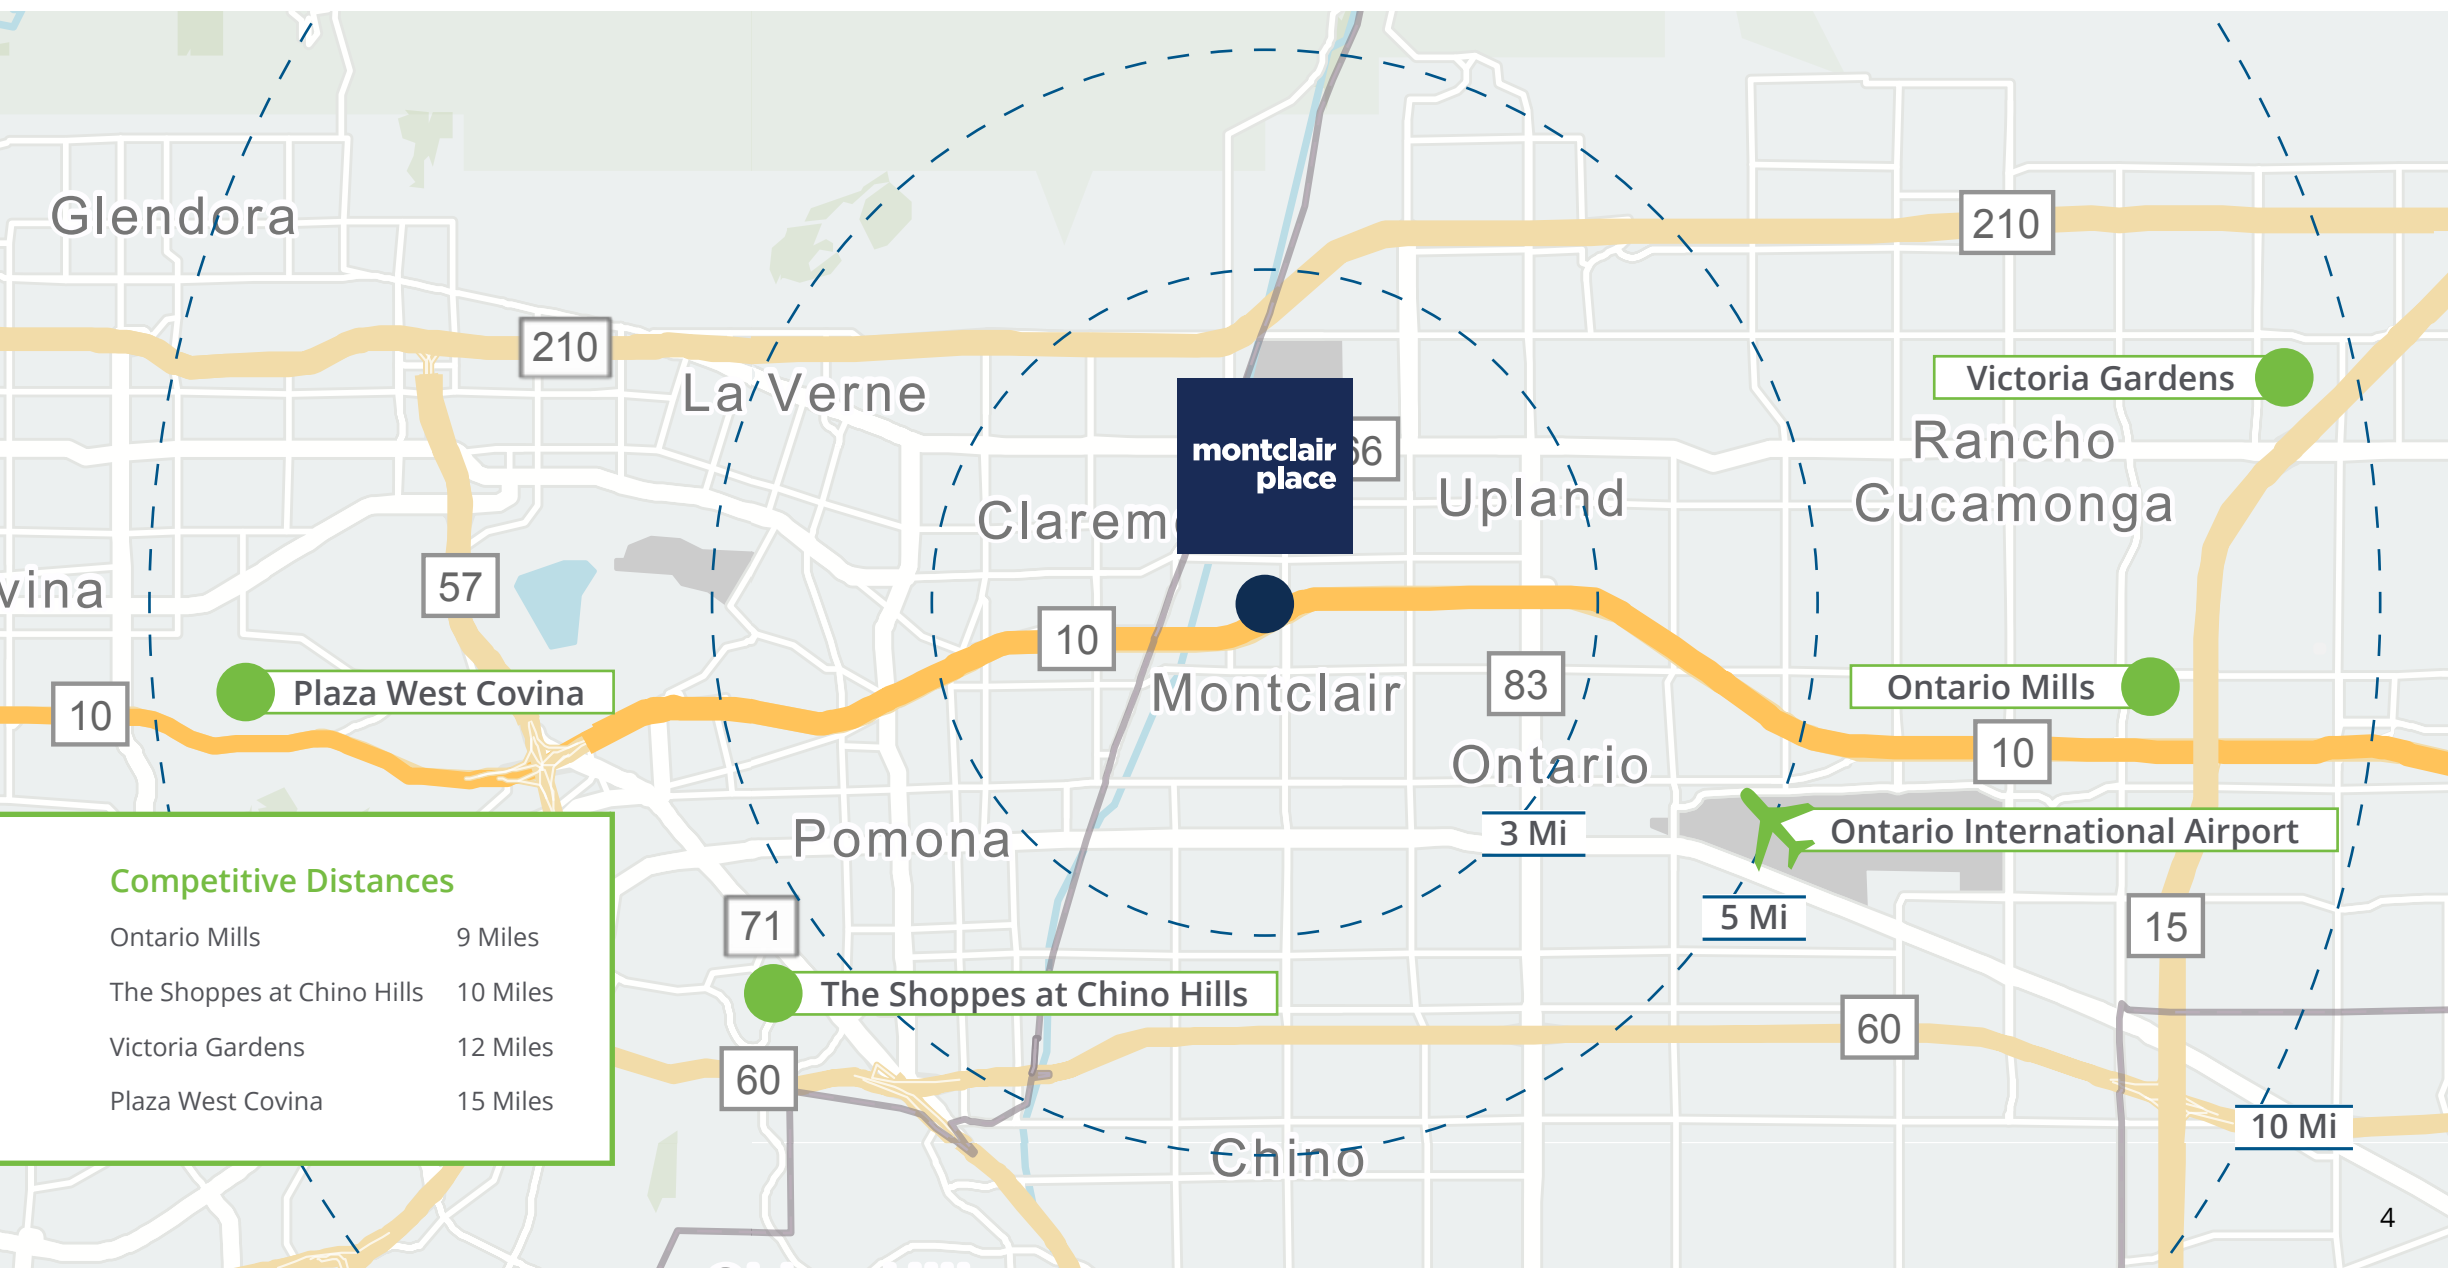 Glendora
210
210
La Verne
Victoria Gardens
Rancho
Cucamonga
montclair
place
66
Upland
Clarem
vina
57
10
Plaza West Covina
10
Montclair
83
Ontario Mills
10
Ontario
3 Mi
Ontario International Airport
Pomona
5 Mi
71
15
The Shoppes at Chino Hills
60
60
10 Mi
Chino
Competitive Distances
Ontario Mills 9 Miles
The Shoppes at Chino Hills 10 Miles
Victoria Gardens 12 Miles
Plaza West Covina 15 Miles
4